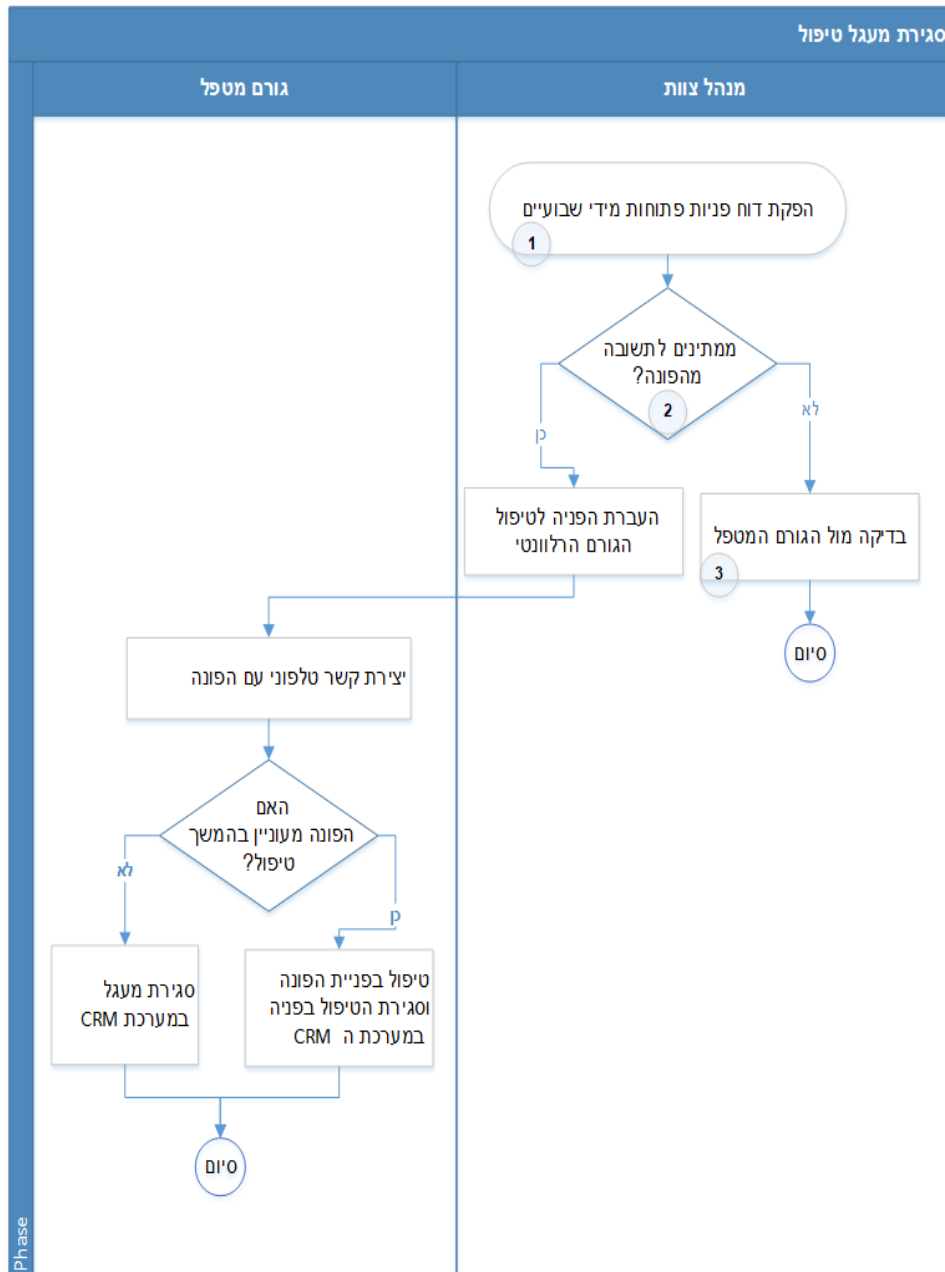 סגירת מעגל טיפול
מנהל צוות
גורם מטפל
הפקת דוח פניות פתוחות מידי שבועיים
1
ממתינים לתשובה
מהפונה?
2
לא
כן
בדיקה מול הגורם המטפל
3
העברת הפניה לטיפול
הגורם הרלוונטי
סיום
יצירת קשר טלפוני עם הפונה
האם
הפונה מעוניין בהמשך
טיפול?
כן
לא
טיפול בפניית הפונה
וסגירת הטיפול בפניה
במערכת ה CRM
סגירת מעגל
במערכת CRM
סיום
Phase